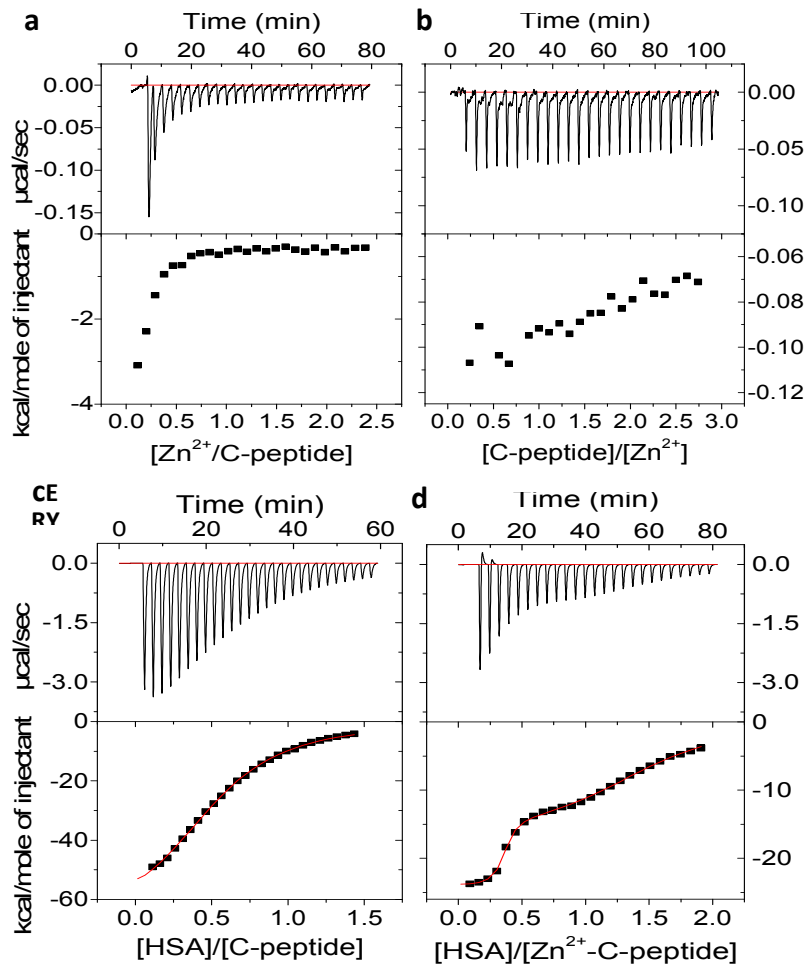 a
Time (min)
0 20 40 60 80
0.00
-0.05
-0.10
-0.15
µcal/sec
0
-2
-4
kcal/mole of injectant
0.0 0.5 1.0 1.5 2.0 2.5
[Zn²⁺/C-peptide]
b
Time (min)
0 20 40 60 80 100
0.00
-0.05
-0.10
-0.06
-0.08
-0.10
-0.12
0.0 0.5 1.0 1.5 2.0 2.5 3.0
[C-peptide]/[Zn²⁺]
cE
RY
Time (min)
0 20 40 60
0.0
-1.5
-3.0
µcal/sec
0
-20
-40
-60
kcal/mole of injectant
0.0 0.5 1.0 1.5
[HSA]/[C-peptide]
d
Time (min)
0 20 40 60 80
0.0
-1.5
-3.0
0
-10
-20
0.0 0.5 1.0 1.5 2.0
[HSA]/[Zn²⁺-C-peptide]